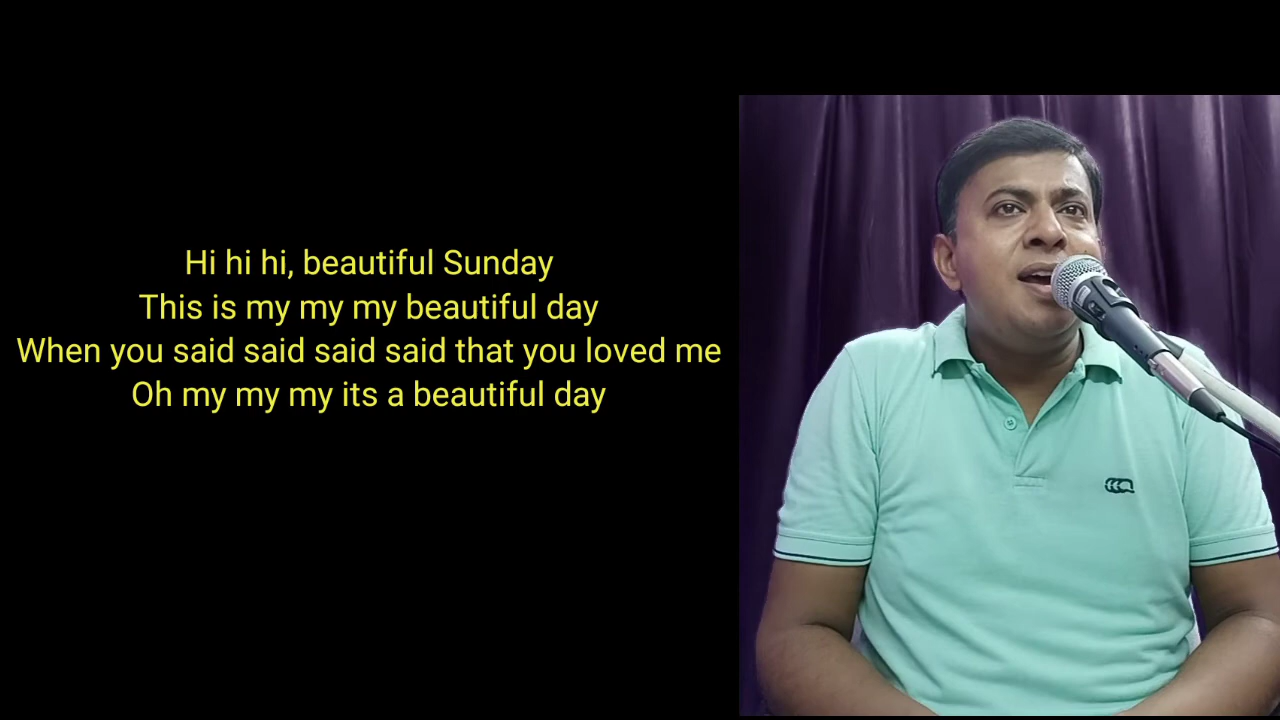 Hi hi hi, beautiful Sunday
This is my my my beautiful day
When you said said said said that you loved me
Oh my my my its a beautiful day